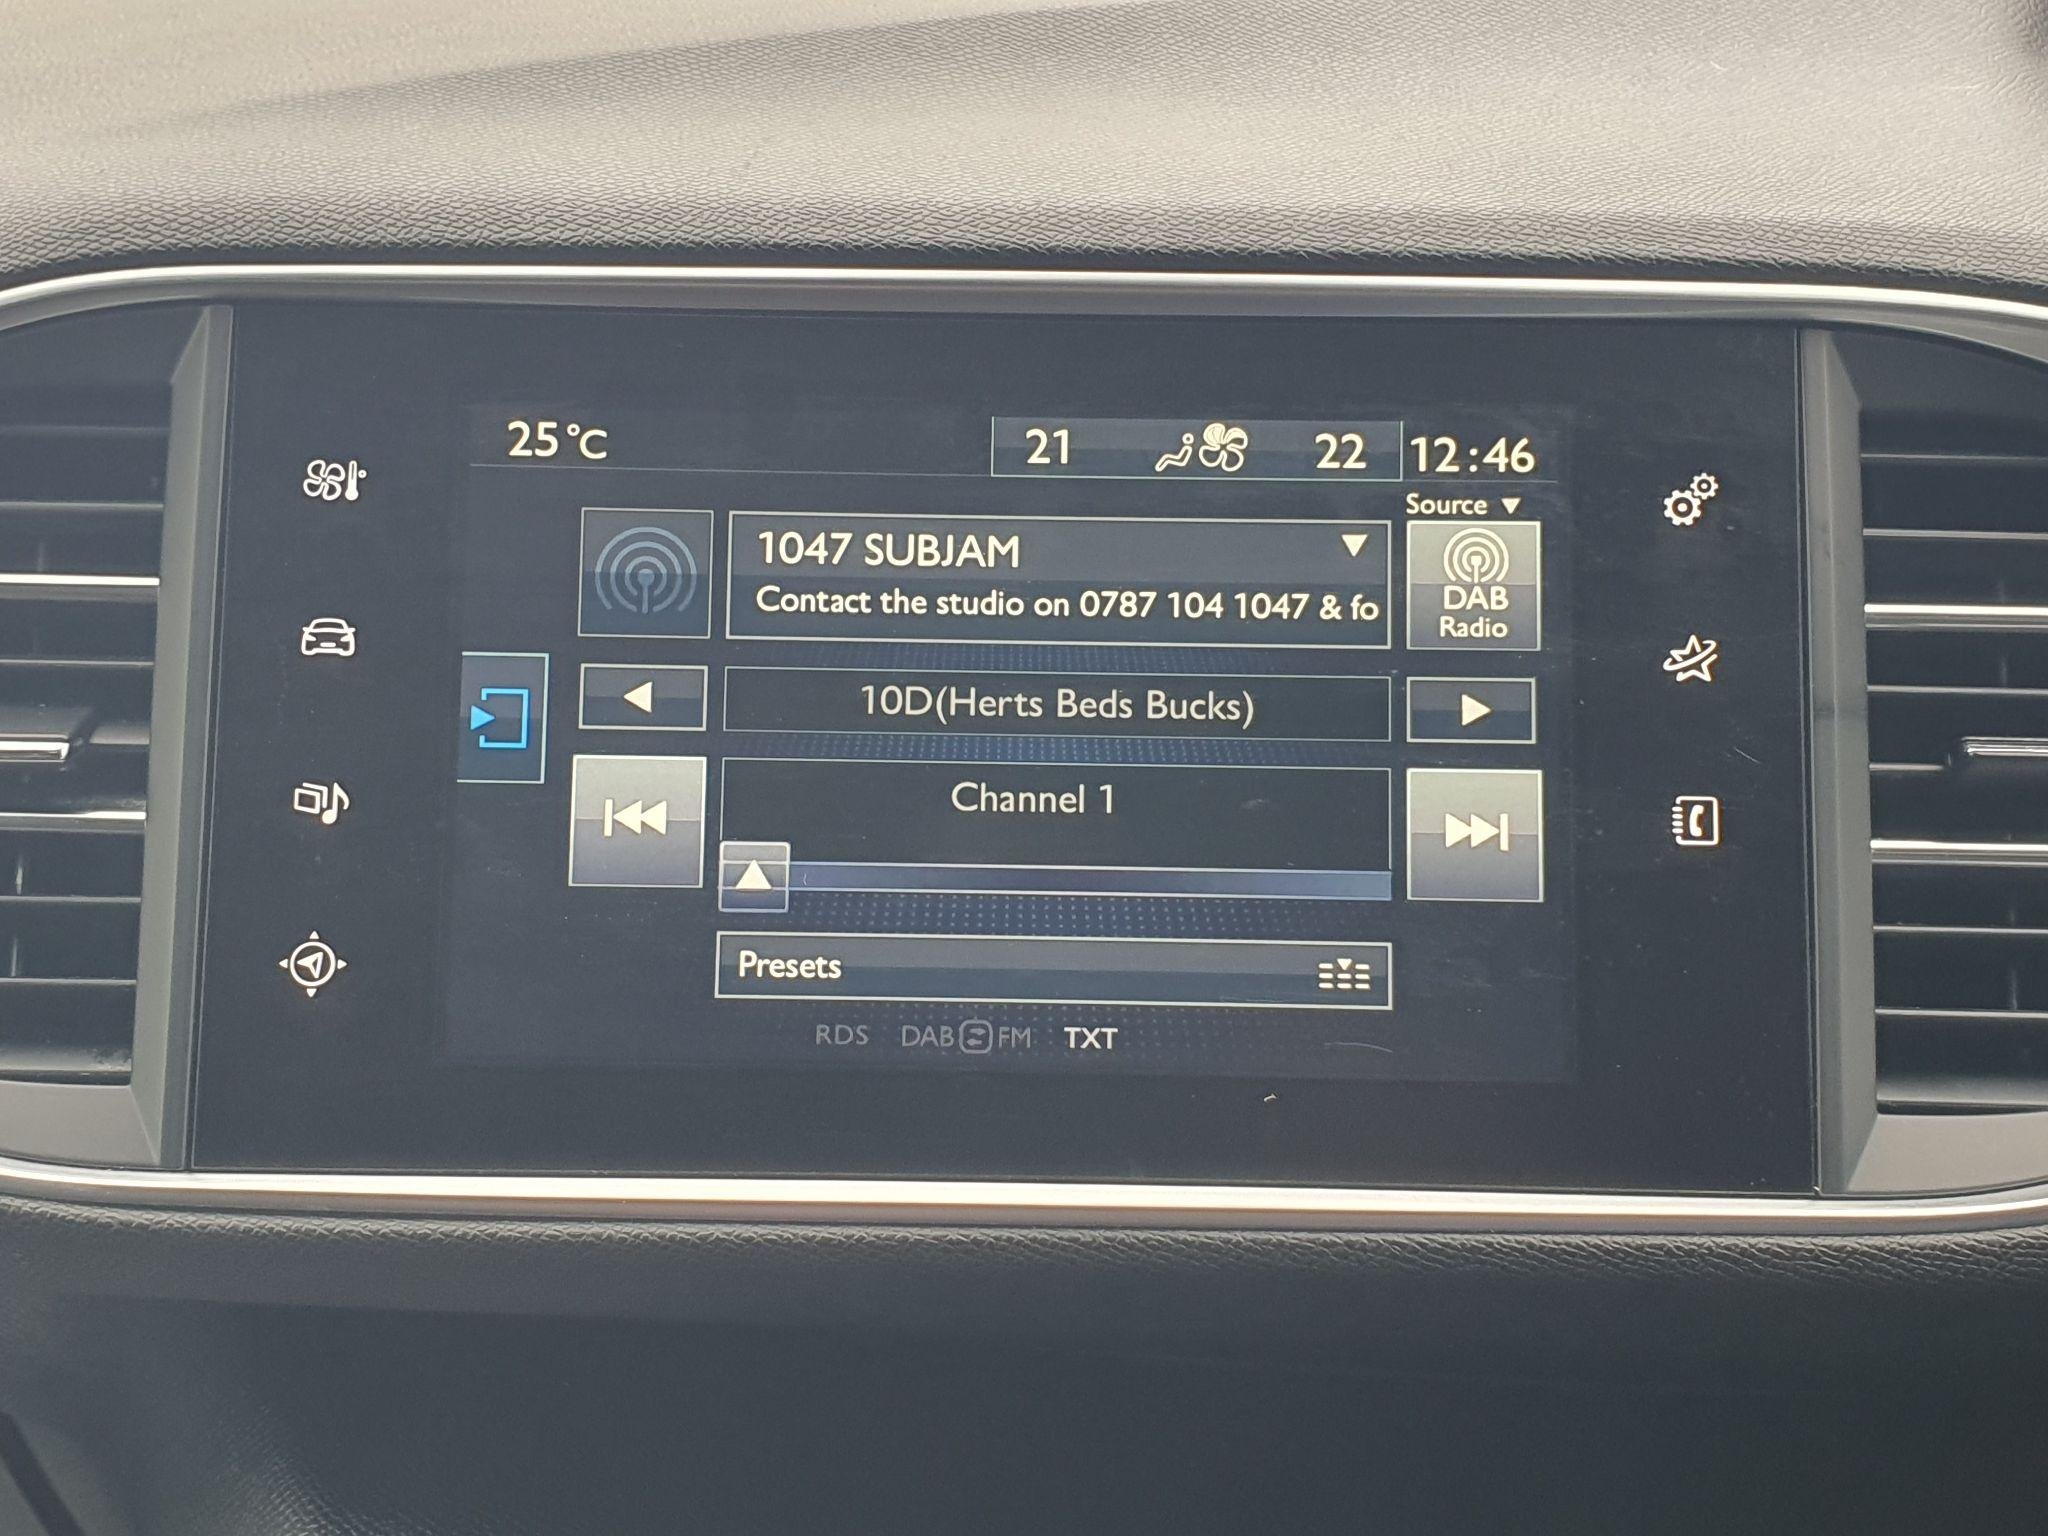 25°C
21 22
12:46
Source
1047 SUBJAM
Contact the studio on 0787 104 1047 & fo
DAB
Radio
10D(Herts Beds Bucks)
Channel 1
Presets
RDS DAB FM TXT